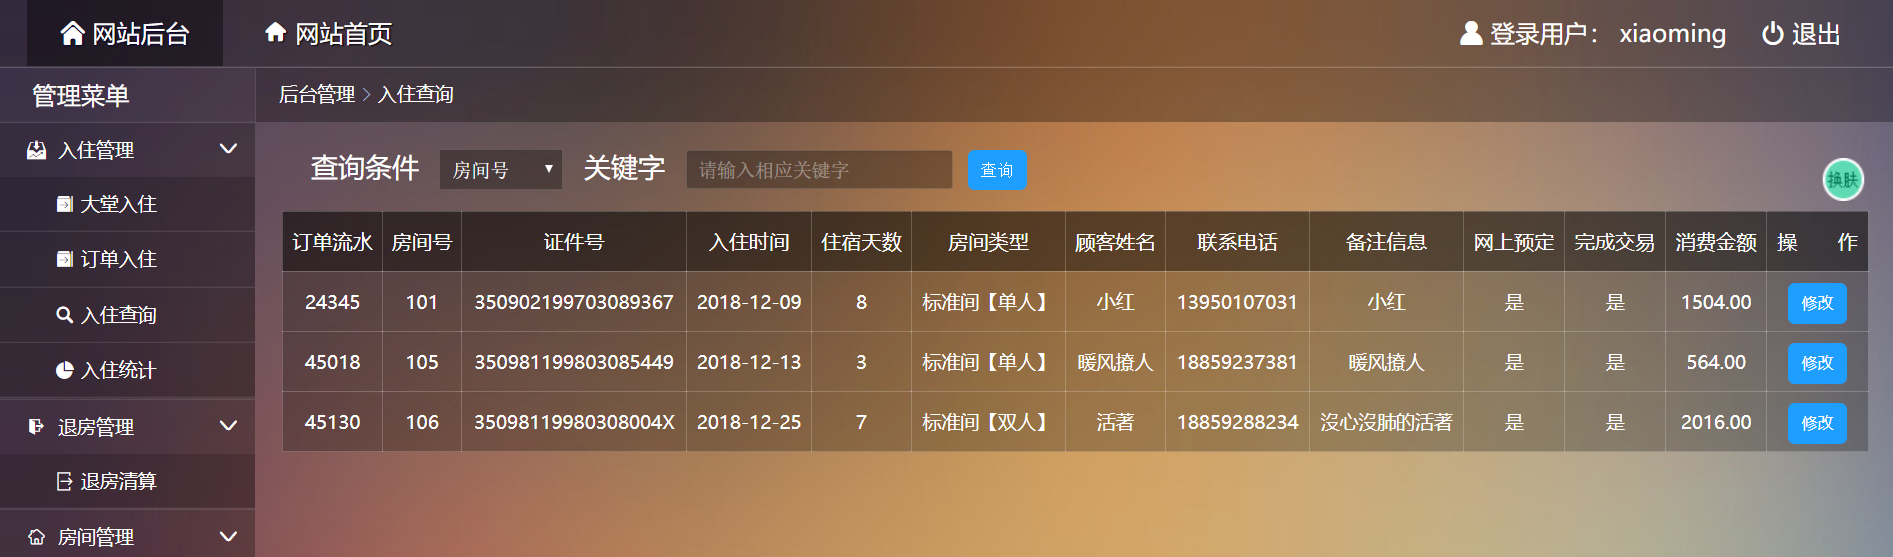 网站后台 网站首页 登录用户： xiaoming 退出
管理菜单 后台管理 > 入住查询
入住管理
大堂入住
订单入住
入住查询
入住统计
退房管理
退房清算
房间管理
查询条件 房间号 关键字 请输入相应关键字 查询
换肤
订单流水 房间号 证件号 入住时间 住宿天数 房间类型 顾客姓名 联系电话 备注信息 网上预定 完成交易 消费金额 操 作
24345 101 350902199703089367 2018-12-09 8 标准间【单人】 小红 13950107031 小红 是 是 1504.00 修改
45018 105 350981199803085449 2018-12-13 3 标准间【单人】 暖风撩人 18859237381 暖风撩人 是 是 564.00 修改
45130 106 35098119980308004X 2018-12-25 7 标准间【双人】 活著 18859288234 沒心沒肺的活著 是 是 2016.00 修改